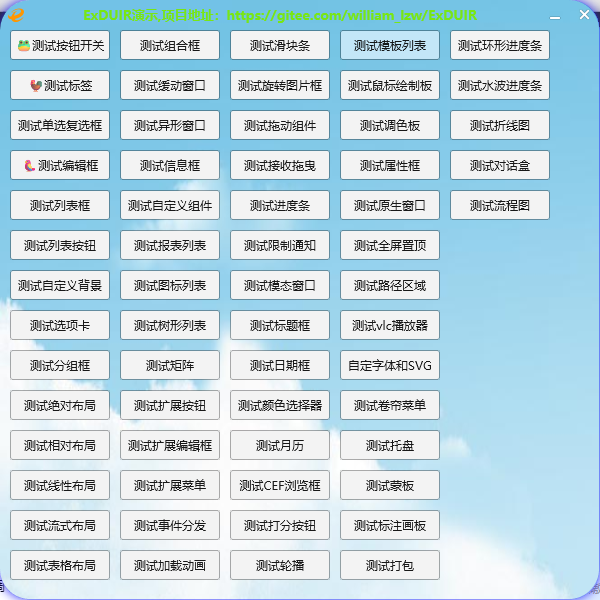 ExDUIR演示,项目地址: https://gitee.com/william_lsw/ExDUIR
测试按钮开关 测试组合框 测试滑块条 测试模板列表 测试环形进度条
测试标签 测试缓动窗口 测试旋转图片框 测试鼠标绘制板 测试水波进度条
测试单选复选框 测试异形窗口 测试拖动组件 测试调色板 测试折线图
测试编辑框 测试信息框 测试接收拖曳 测试属性框 测试对话盒
测试列表框 测试自定义组件 测试进度条 测试原生窗口 测试流程图
测试列表按钮 测试报表列表 测试限制通知 测试全屏置顶
测试自定义背景 测试图标列表 测试模态窗口 测试路径区域
测试选项卡 测试树形列表 测试标题框 测试vlc播放器
测试分组框 测试矩阵 测试日期框 自定字体和SVG
测试绝对布局 测试扩展按钮 测试颜色选择器 测试卷帘菜单
测试相对布局 测试扩展编辑框 测试月历 测试托盘
测试线性布局 测试扩展菜单 测试CEF浏览框 测试蒙板
测试流式布局 测试事件分发 测试打分按钮 测试标注画板
测试表格布局 测试加载动画 测试轮播 测试打包